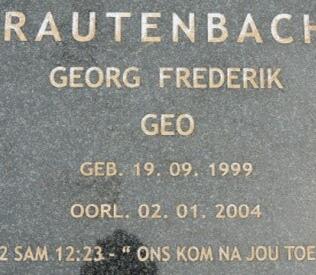 RAUTENBACH
GEORG FREDERIK
GEO
GEB. 19. 09. 1999
OORL. 02. 01. 2004
2 SAM 12:23 - “ ONS KOM NA JOU TOE